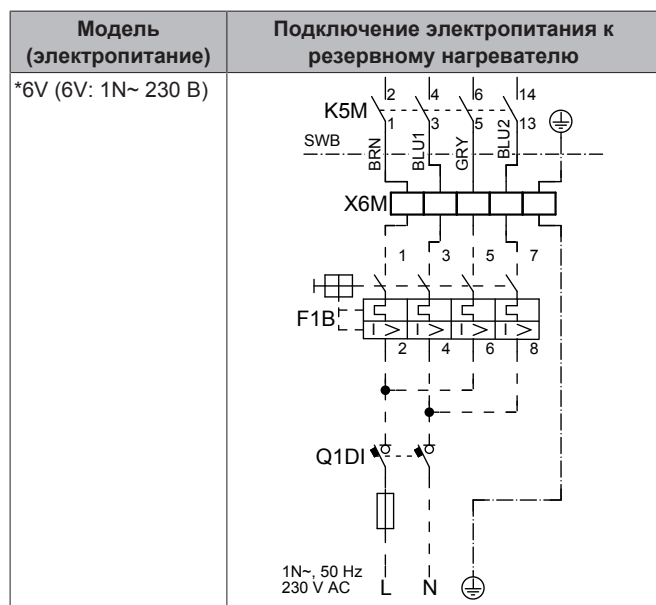 Модель
(электропитание)
Подключение электропитания к
резервному нагревателю
*6V (6V: 1N~ 230 В)
2 4 6 14
K5M
1 3 5 13
SWB
BRN BLU1 GRY BLU2
X6M
1 3 5 7
F1B
I > I > I > I >
2 4 6 8
Q1DI
1N~, 50 Hz
230 V AC
L N